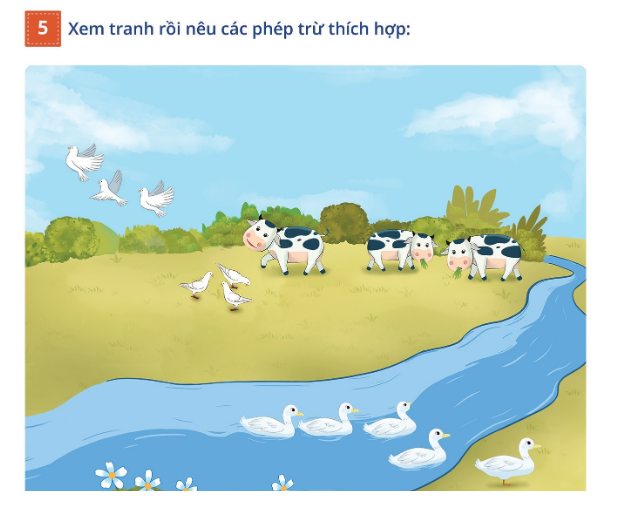 5 Xem tranh rồi nêu các phép trừ thích hợp: